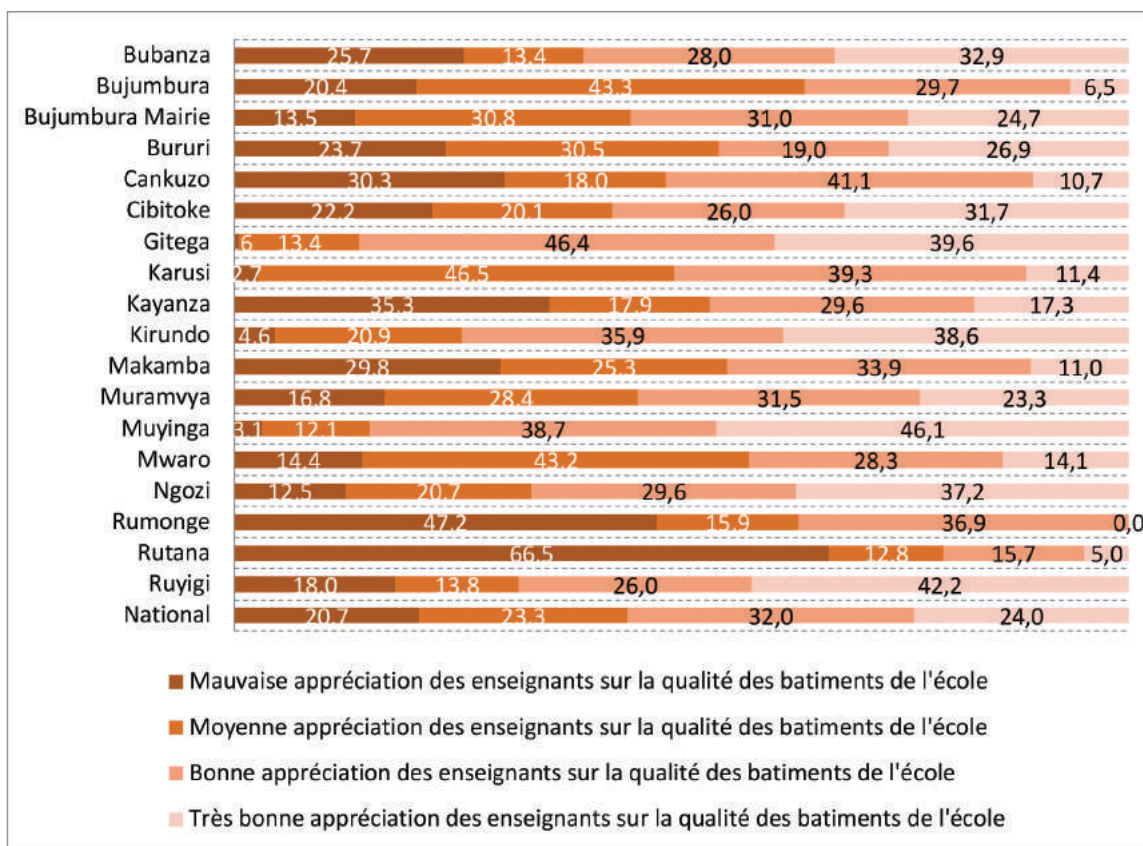 Bubanza 25.7 13.4 28,0 32,9
Bujumbura 20.4 43.3 29,7 6,5
Bujumbura Mairie 13.5 30.8 31,0 24,7
Bururi 23.7 30.5 19,0 26,9
Cankuzo 30.3 18.0 41,1 10,7
Cibitoke 22.2 20.1 26,0 31,7
Gitega .6 13.4 46,4 39,6
Karusi 2.7 46.5 39,3 11,4
Kayanza 35.3 17.9 29,6 17,3
Kirundo 4.6 20.9 35,9 38,6
Makamba 29.8 25.3 33,9 11,0
Muramvya 16.8 28.4 31,5 23,3
Muyinga 3.1 12.1 38,7 46,1
Mwaro 14.4 43.2 28,3 14,1
Ngozi 12.5 20.7 29,6 37,2
Rumonge 47.2 15.9 36,9 0,0
Rutana 66.5 12.8 15,7 5,0
Ruyigi 18.0 13.8 26,0 42,2
National 20.7 23.3 32,0 24,0
Mauvaise appréciation des enseignants sur la qualité des batiments de l'école
Moyenne appréciation des enseignants sur la qualité des batiments de l'école
Bonne appréciation des enseignants sur la qualité des batiments de l'école
Très bonne appréciation des enseignants sur la qualité des batiments de l'école